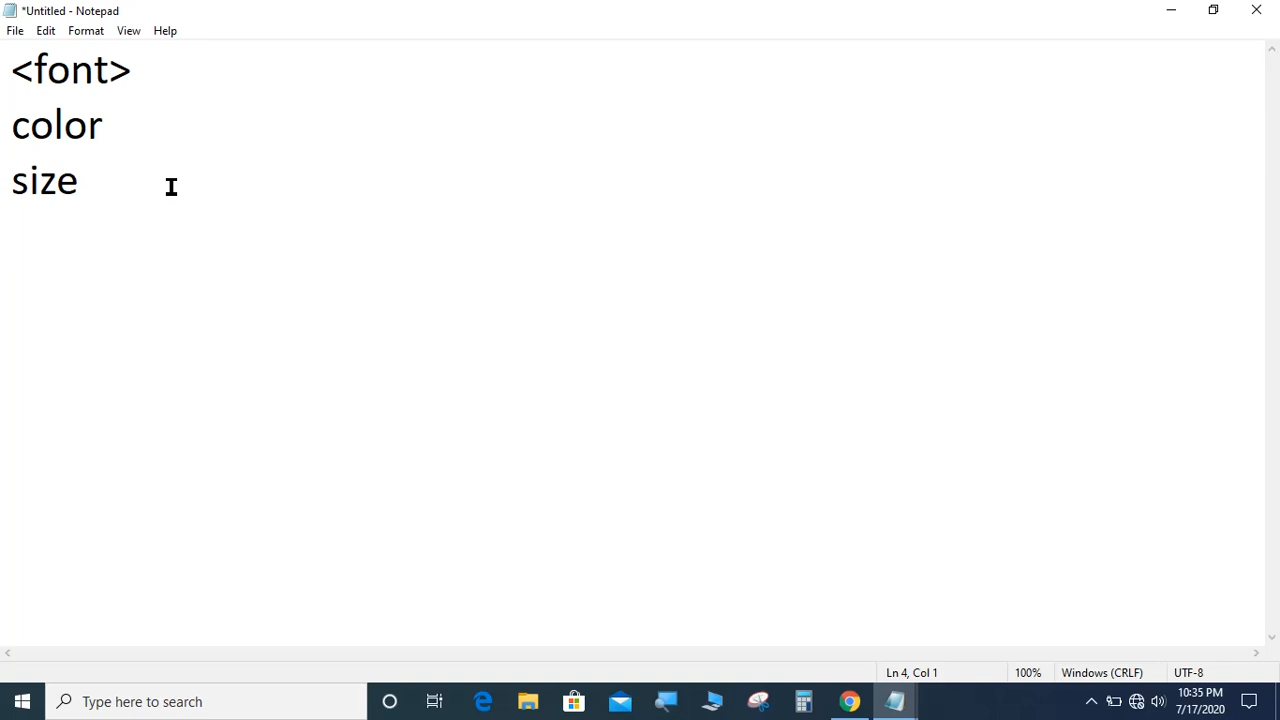 *Untitled - Notepad
File Edit Format View Help
<font>
color
size
Ln 4, Col 1 100% Windows (CRLF) UTF-8
Type here to search
10:35 PM
7/17/2020